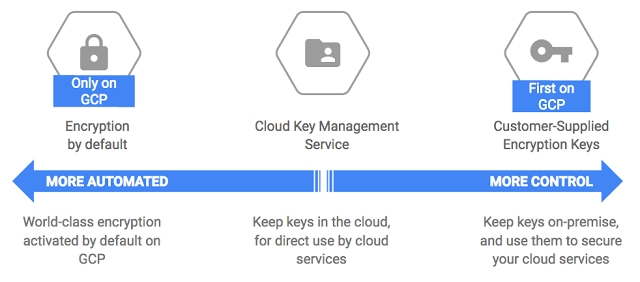 Only on
GCP
First on
GCP
Encryption
by default
Cloud Key Management
Service
Customer-Supplied
Encryption Keys
MORE AUTOMATED
MORE CONTROL
World-class encryption
activated by default on
GCP
Keep keys in the cloud,
for direct use by cloud
services
Keep keys on-premise,
and use them to secure
your cloud services